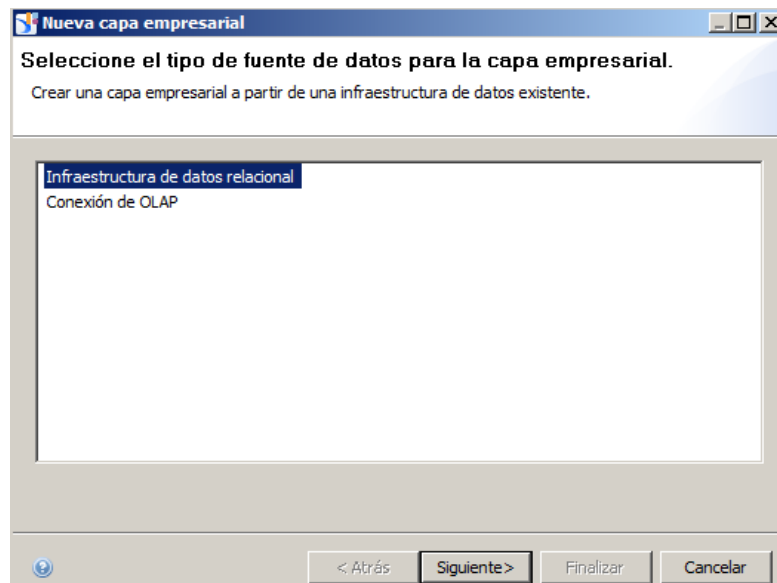 Nueva capa empresarial
Seleccione el tipo de fuente de datos para la capa empresarial.
Crear una capa empresarial a partir de una infraestructura de datos existente.
Infraestructura de datos relacional
Conexión de OLAP
< Atrás Siguiente> Finalizar Cancelar